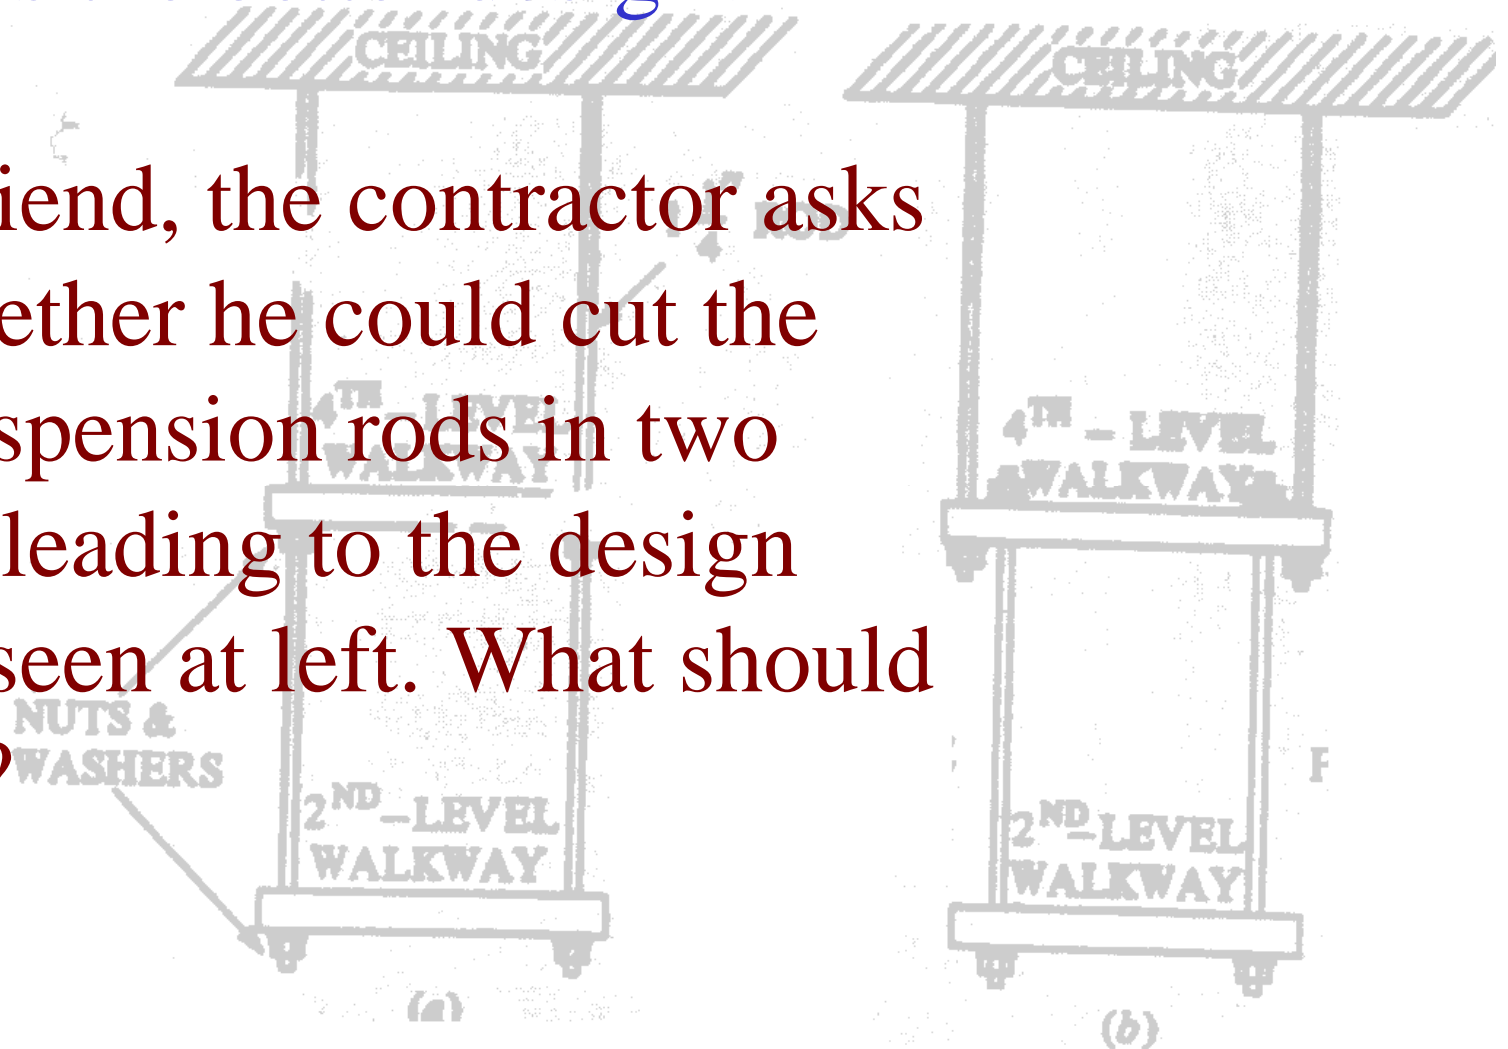 CEILING
CEILING
iend, the contractor asks
ROD
ether he could cut the
spension rods in two
4TH - LEVEL
WALKWAY
4TH - LEVEL
WALKWAY
leading to the design
seen at left. What should
NUTS &
WASHERS
?
2ND-LEVEL
WALKWAY
2ND-LEVEL
WALKWAY
F
(a)
(b)